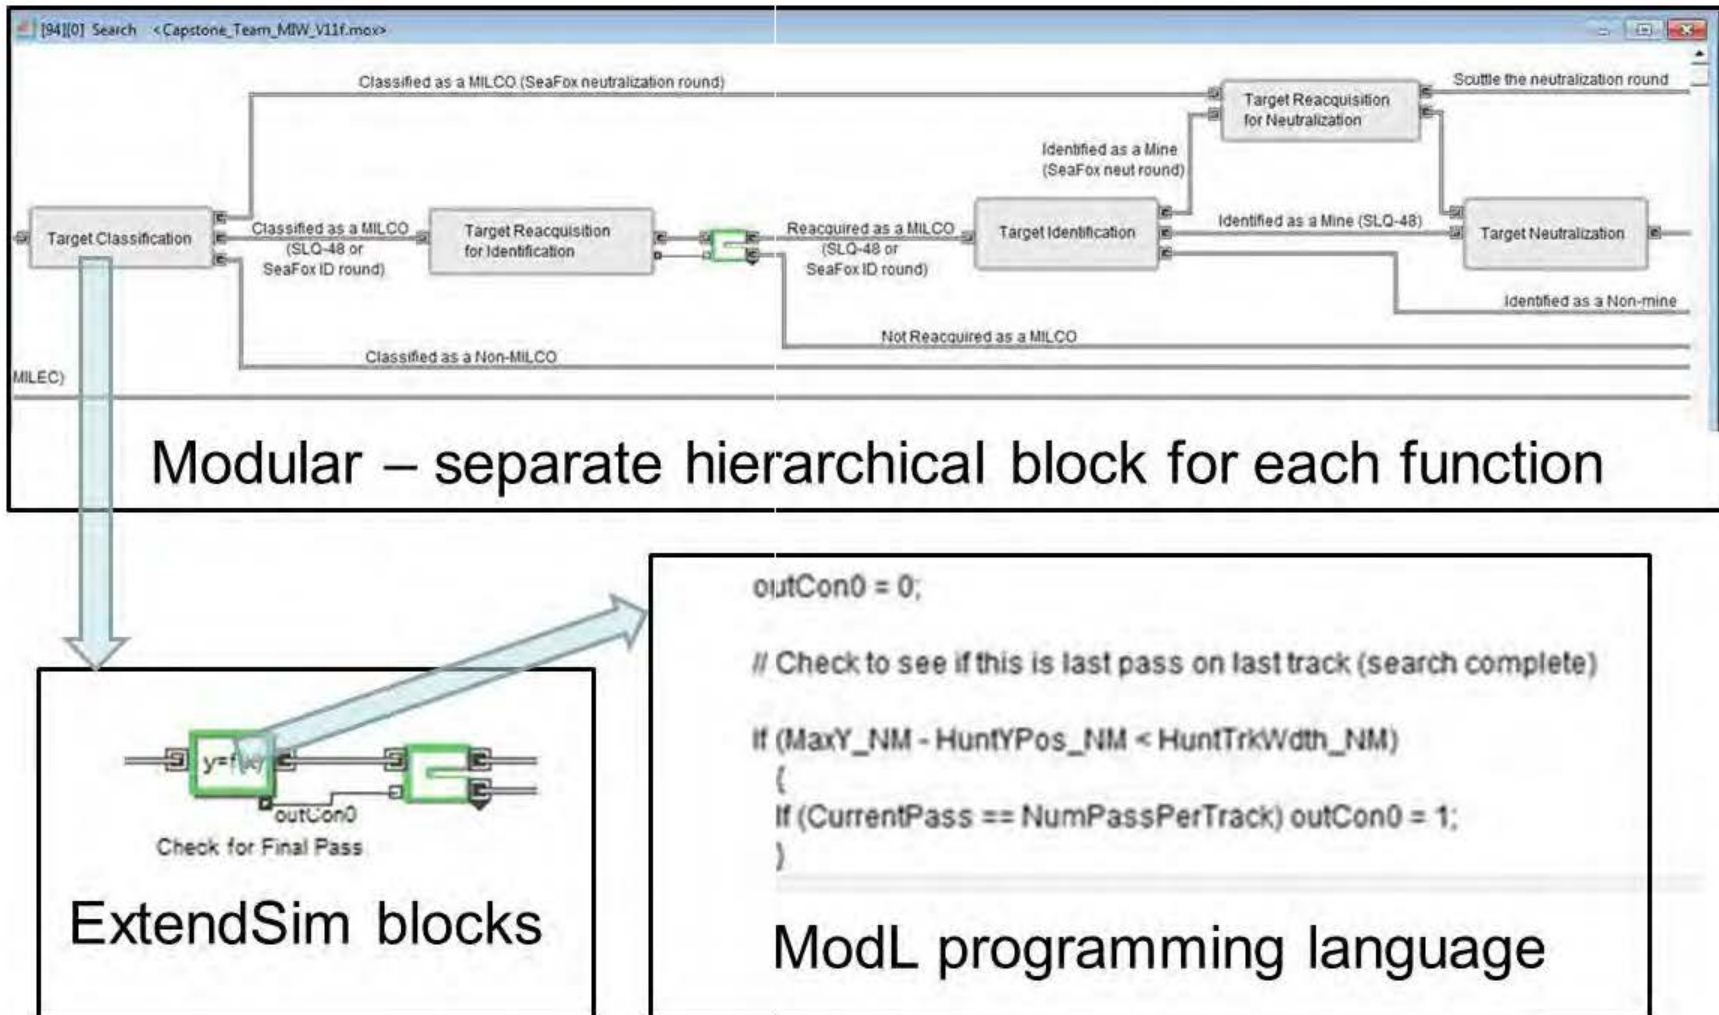 [94][0] Search <Capstone_Team_MIW_V11f.mox>
Classified as a MILCO (SeaFox neutralization round)
Scuttle the neutralization round
Target Reacquisition
for Neutralization
Identified as a Mine
(SeaFox neut round)
Target Classification
Classified as a MILCO
(SLQ-48 or
SeaFox ID round)
Target Reacquisition
for Identification
Reacquired as a MILCO
(SLQ-48 or
SeaFox ID round)
Target Identification
Identified as a Mine (SLQ-48)
Target Neutralization
Identified as a Non-mine
Not Reacquired as a MILCO
Classified as a Non-MILCO
MILEC)
Modular – separate hierarchical block for each function
y=f(x)
outCon0
Check for Final Pass
ExtendSim blocks
outCon0 = 0;
// Check to see if this is last pass on last track (search complete)
If (MaxY_NM - HuntYPos_NM < HuntTrkWdth_NM)
{
If (CurrentPass == NumPassPerTrack) outCon0 = 1;
}
ModL programming language